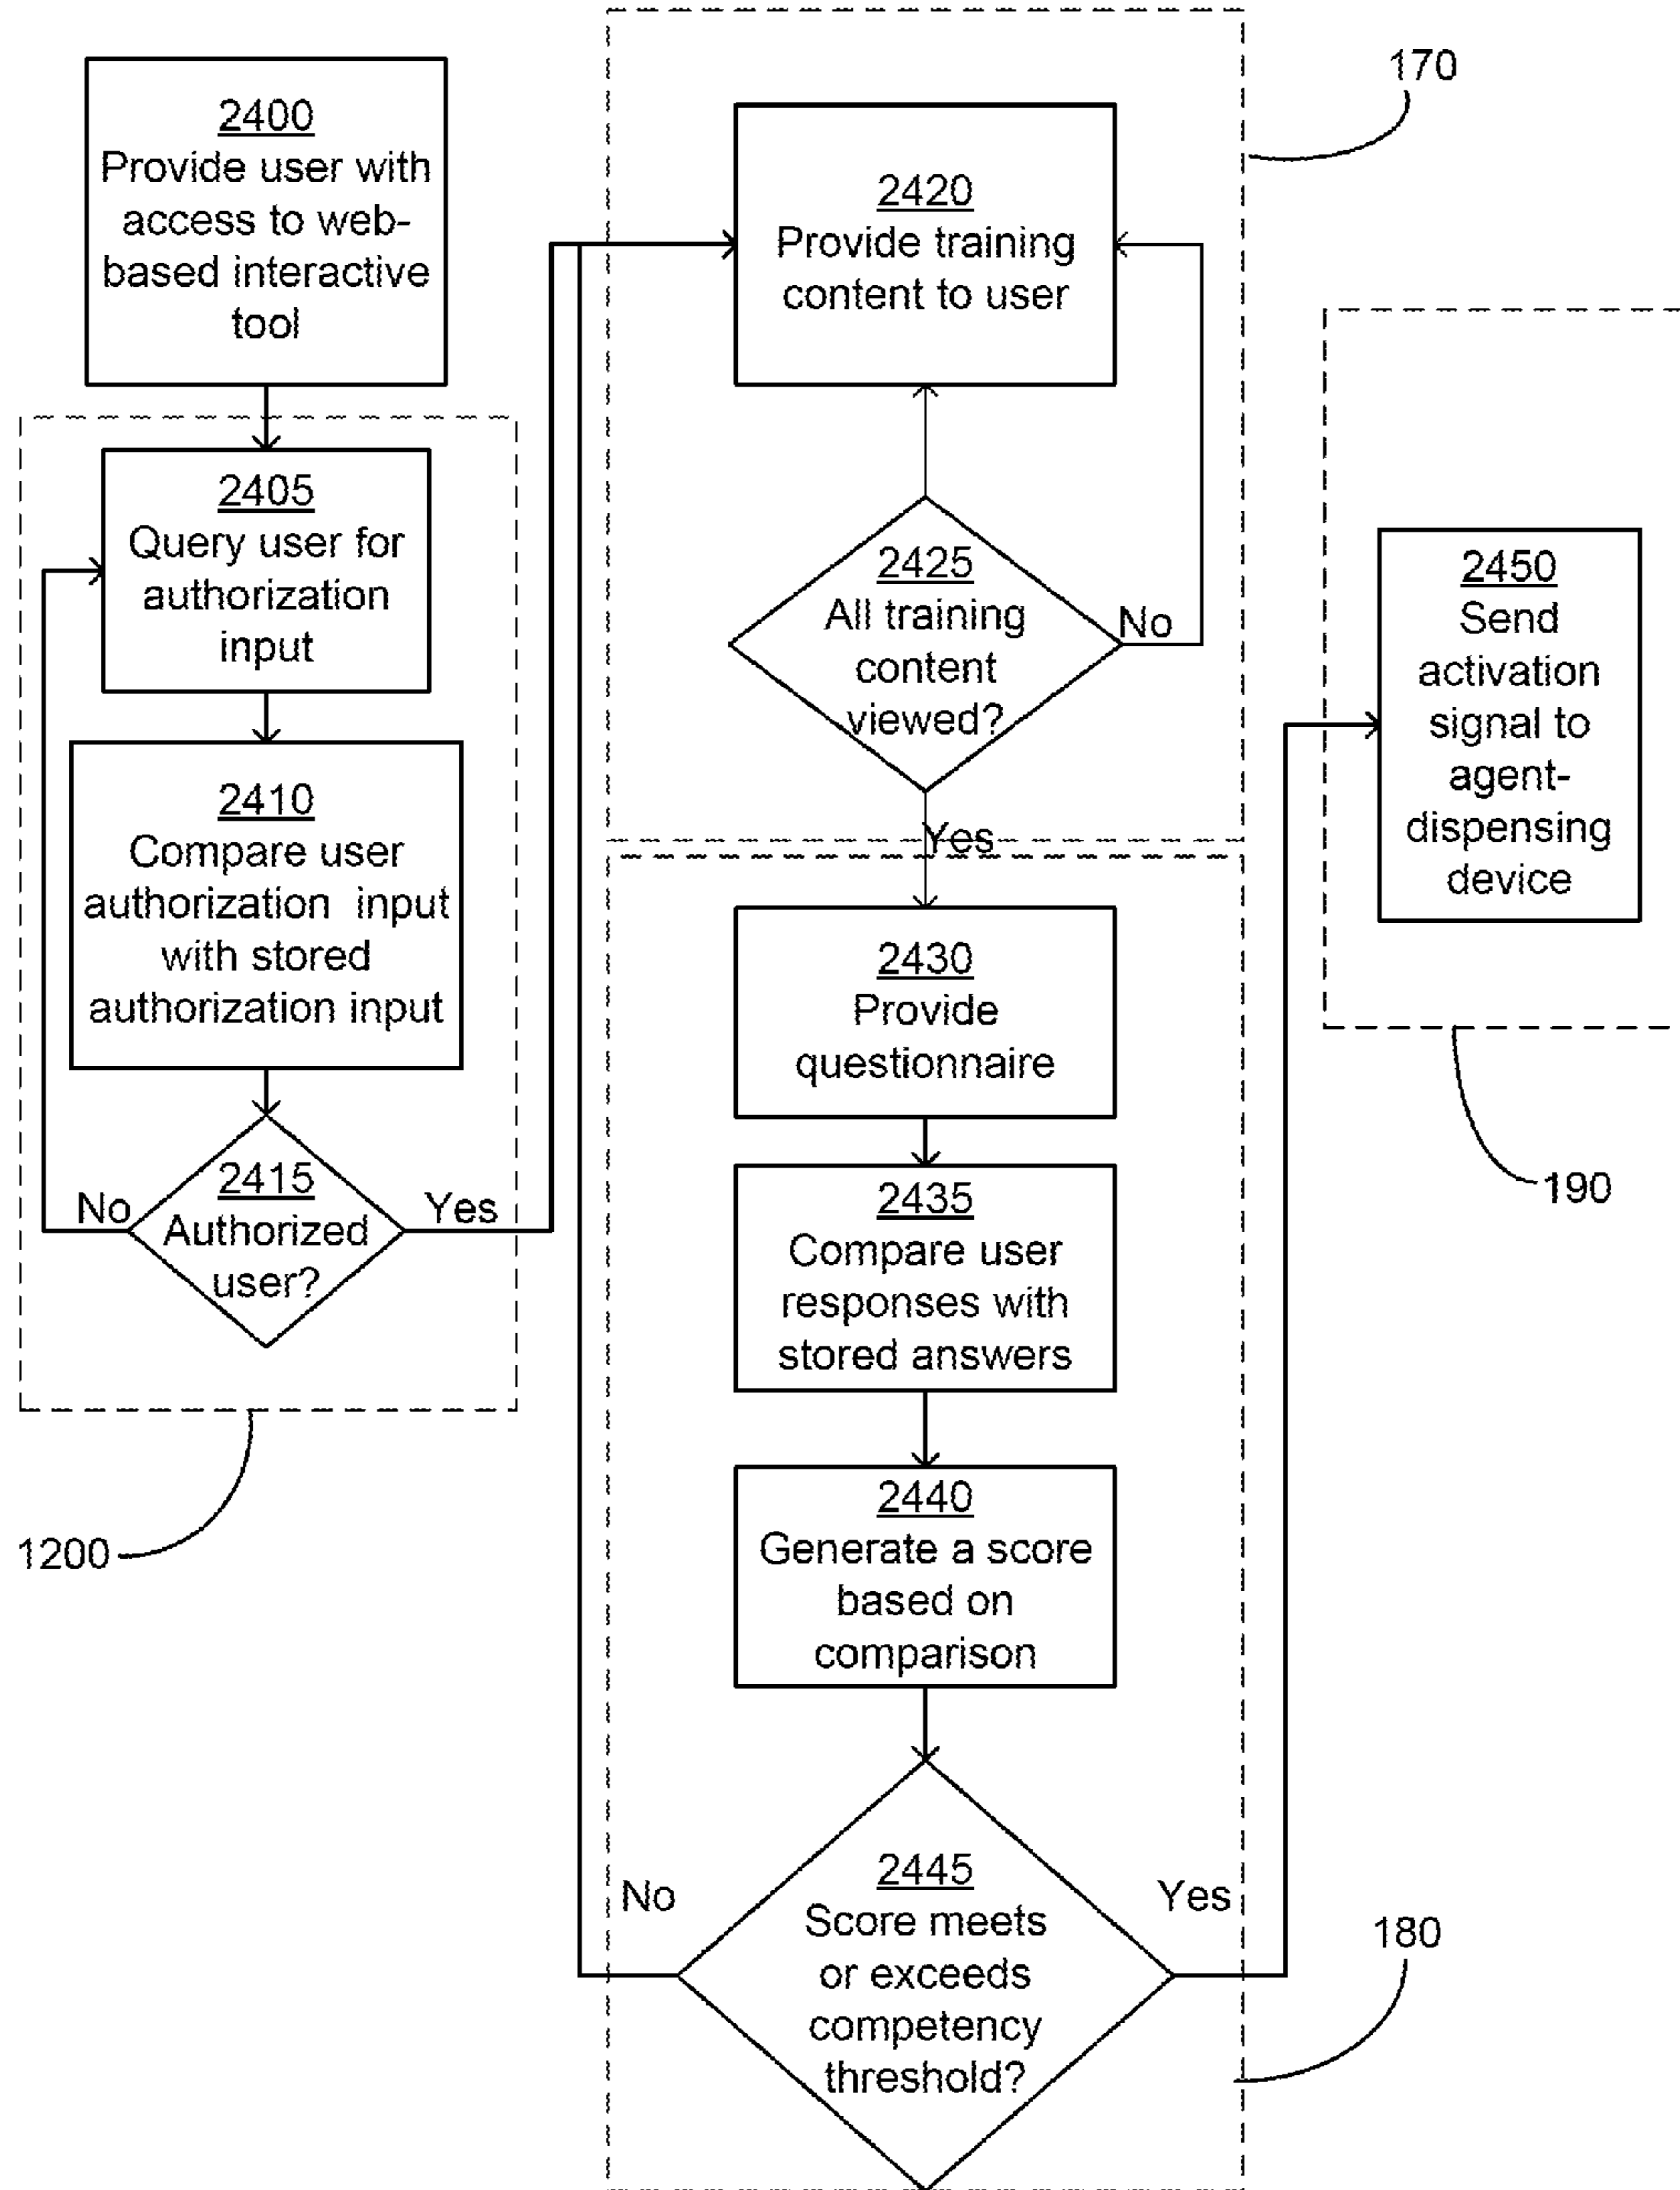 2400
Provide user with
access to web-
based interactive
tool
2405
Query user for
authorization
input
2410
Compare user
authorization input
with stored
authorization input
2415
Authorized
user?
No
Yes
1200
170
2420
Provide training
content to user
2425
All training
content
viewed?
No
Yes
2430
Provide
questionnaire
2435
Compare user
responses with
stored answers
2440
Generate a score
based on
comparison
2445
Score meets
or exceeds
competency
threshold?
No
Yes
180
2450
Send
activation
signal to
agent-
dispensing
device
190